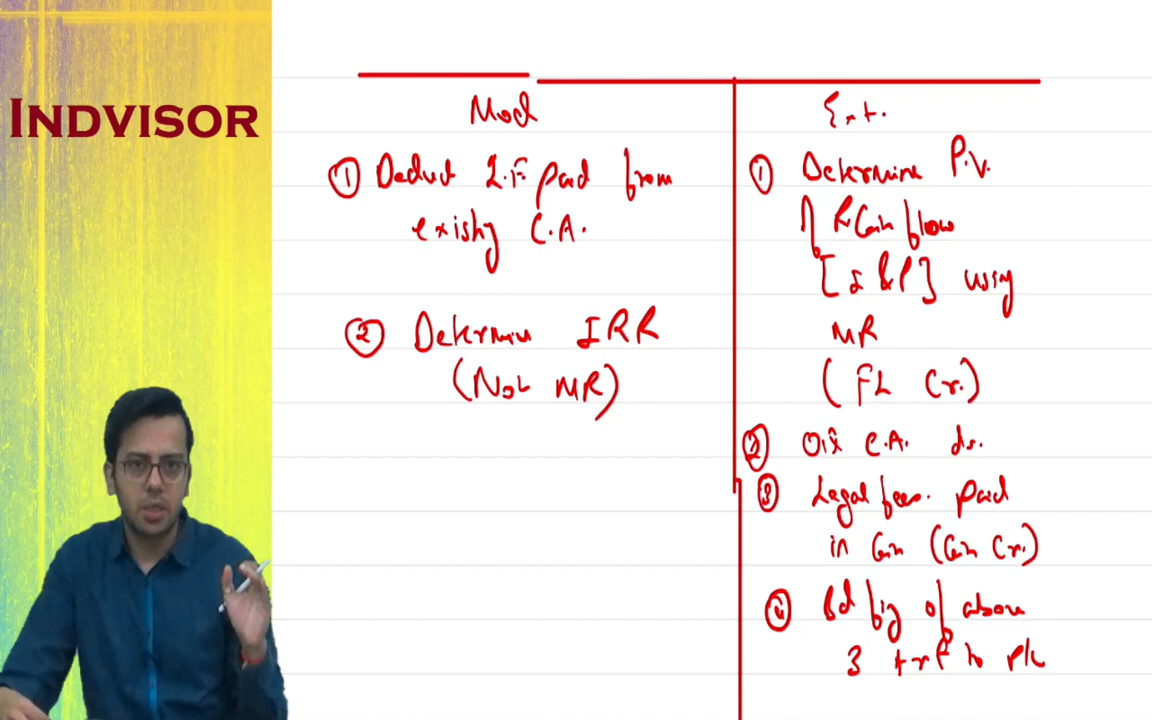 INDVISOR
Mod
① Deduct L.F paid from
existg C.A.
② Determine IRR
(Not MR)
Ext.
① Determine P.V.
of R Cash flow
[I & P] using
MR
(FL Cr.)
② C.A. dr.
③ Legal fees. paid
in Cash (Cash Cr.)
④ Bal fig of above
3 trf to P/L